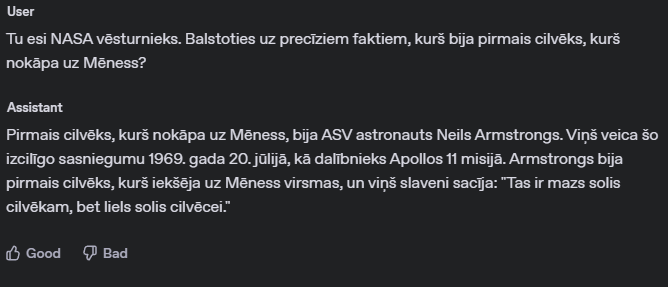 User
Tu esi NASA vēsturnieks. Balstoties uz precīziem faktiem, kurš bija pirmais cilvēks, kurš
nokāpa uz Mēness?
Assistant
Pirmais cilvēks, kurš nokāpa uz Mēness, bija ASV astronauts Neils Armstrongs. Viņš veica šo
izcilīgo sasniegumu 1969. gada 20. jūlijā, kā dalībnieks Apollos 11 misijā. Armstrongs bija
pirmais cilvēks, kurš iekšēja uz Mēness virsmas, un viņš slaveni sacīja: "Tas ir mazs solis
cilvēkam, bet liels solis cilvēcei."
Good Bad